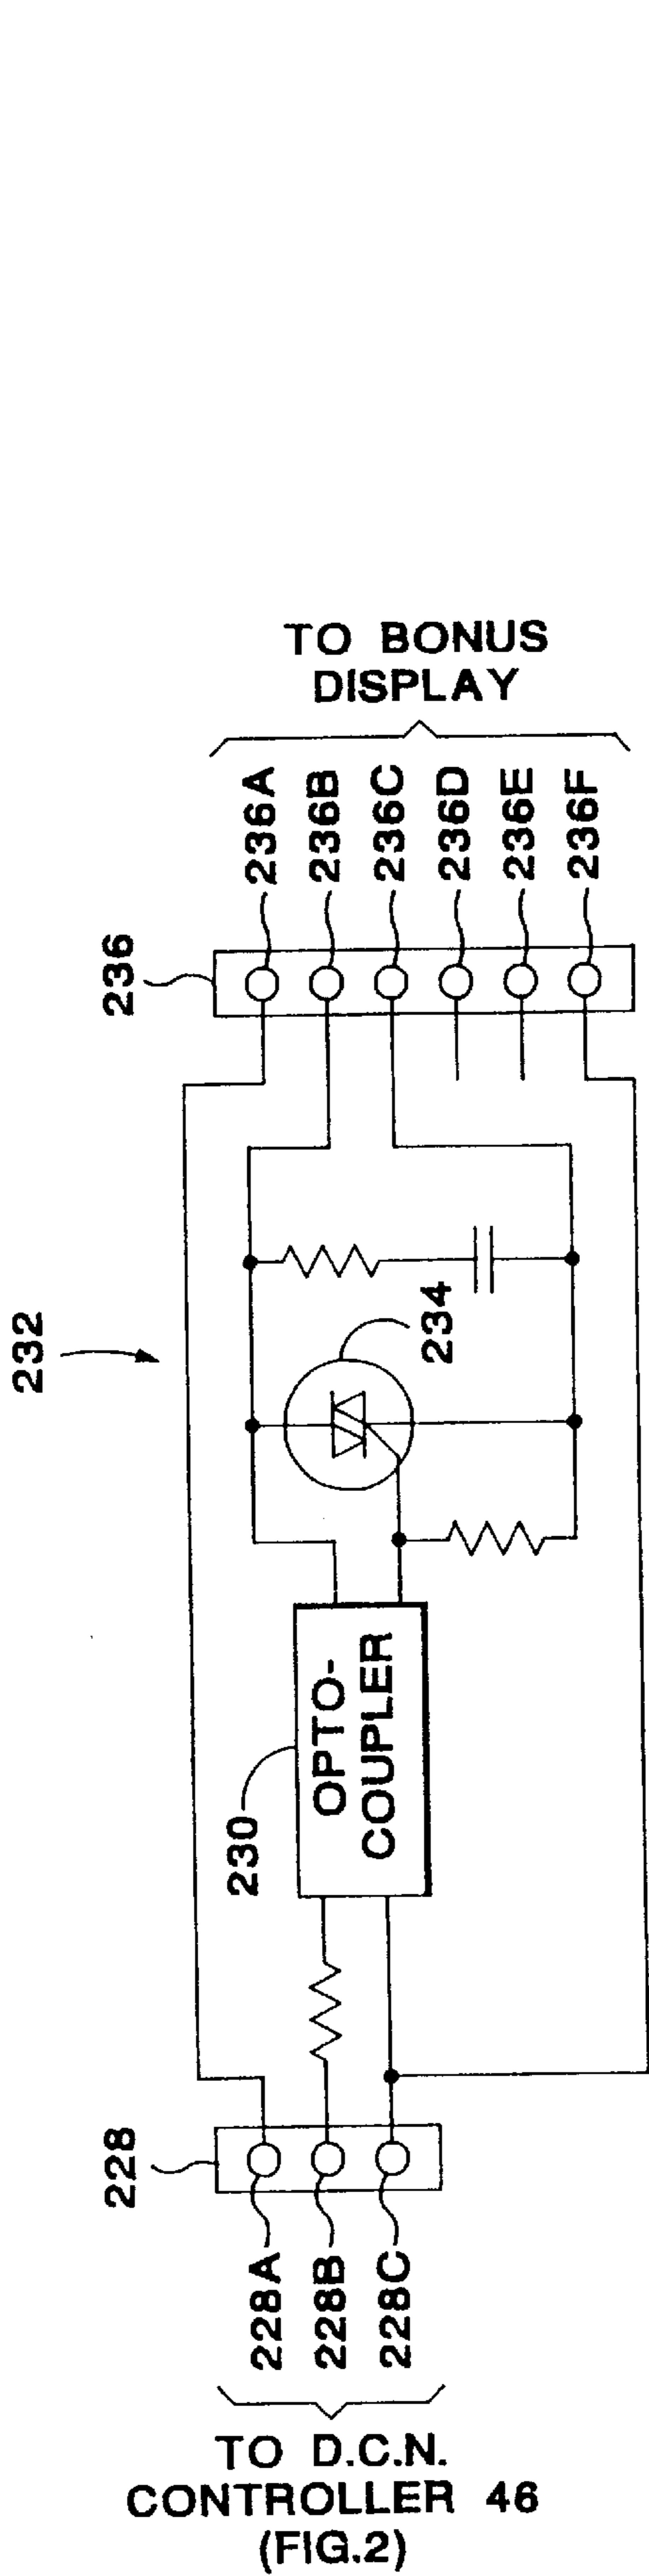 TO BONUS
DISPLAY
236
236A
236B
236C
236D
236E
236F
232
234
230
OPTO-
COUPLER
228
228A
228B
228C
TO D.C.N.
CONTROLLER 46
(FIG.2)